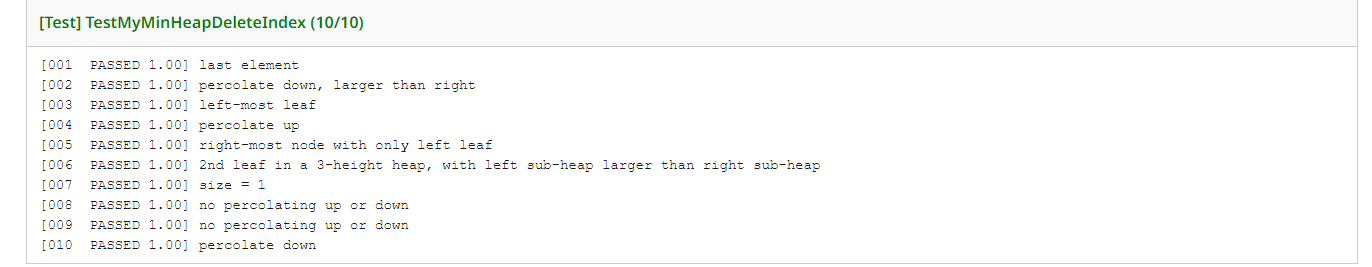 [Test] TestMyMinHeapDeleteIndex (10/10)
[001  PASSED 1.00] last element
[002  PASSED 1.00] percolate down, larger than right
[003  PASSED 1.00] left-most leaf
[004  PASSED 1.00] percolate up
[005  PASSED 1.00] right-most node with only left leaf
[006  PASSED 1.00] 2nd leaf in a 3-height heap, with left sub-heap larger than right sub-heap
[007  PASSED 1.00] size = 1
[008  PASSED 1.00] no percolating up or down
[009  PASSED 1.00] no percolating up or down
[010  PASSED 1.00] percolate down